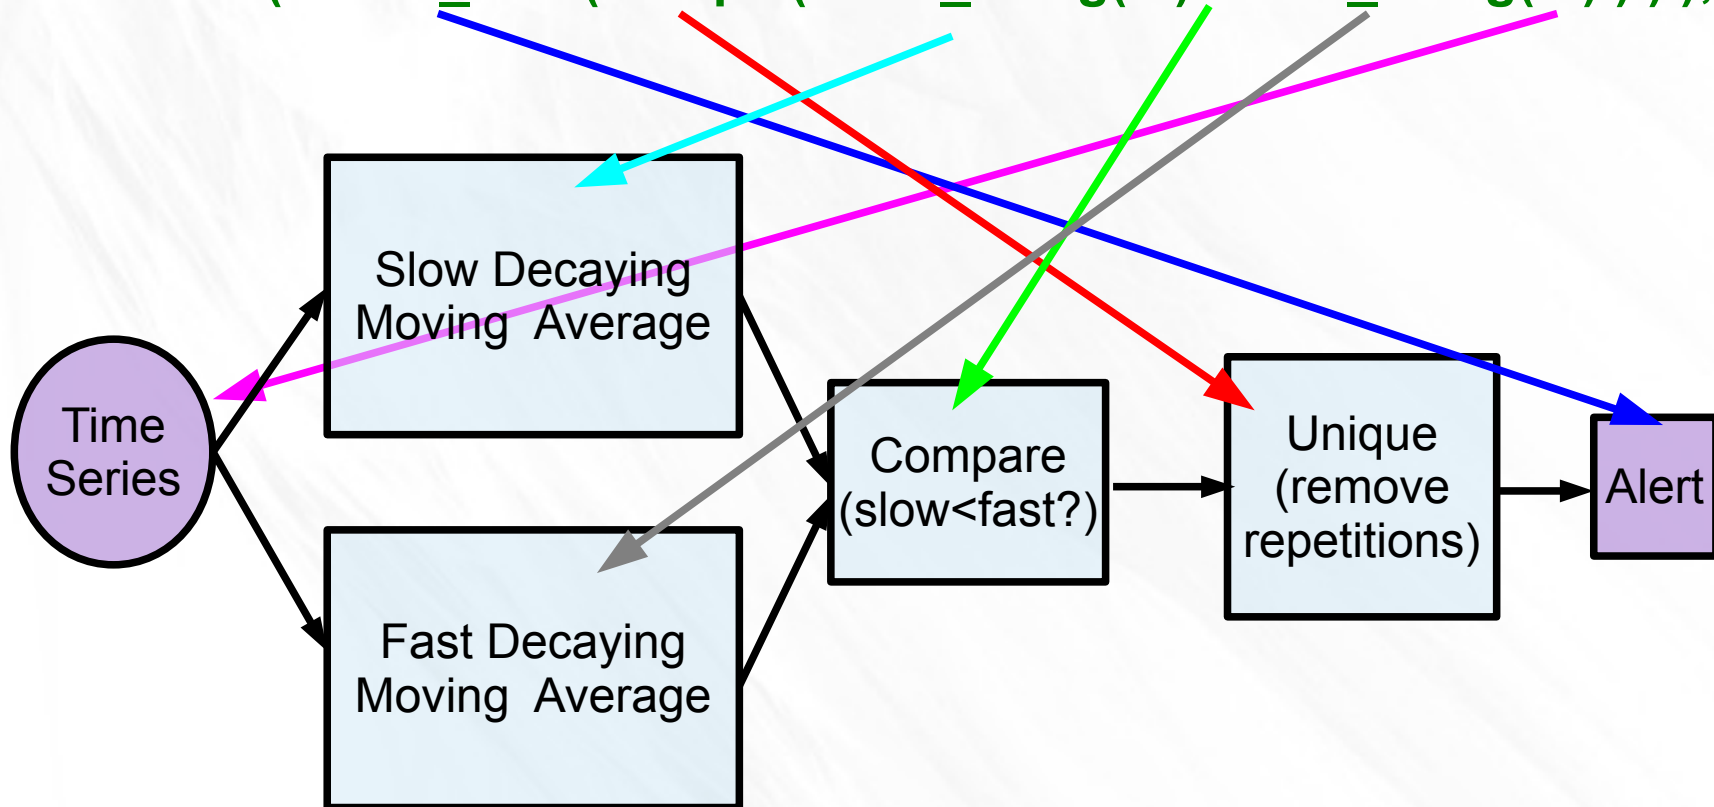 Slow Decaying
Moving Average
Time
Series
Compare
(slow<fast?)
Unique
(remove
repetitions)
Alert
Fast Decaying
Moving Average